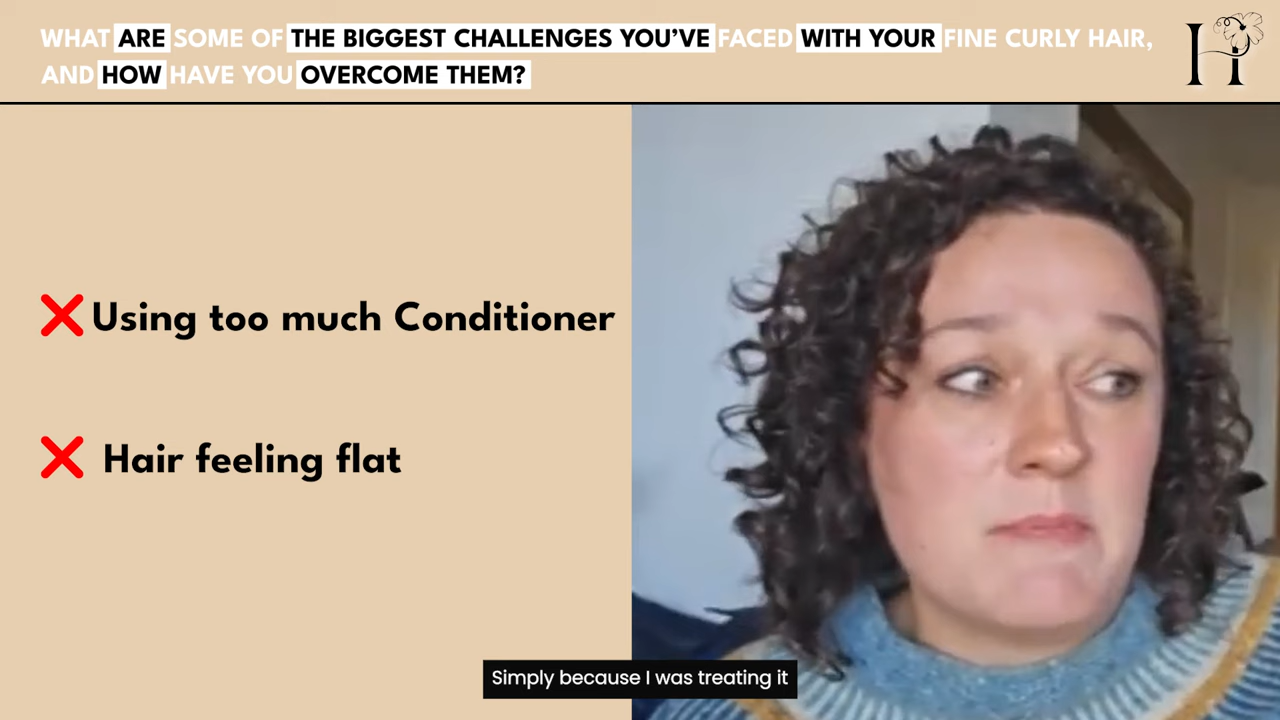 WHAT ARE SOME OF THE BIGGEST CHALLENGES YOU'VE FACED WITH YOUR FINE CURLY HAIR,
AND HOW HAVE YOU OVERCOME THEM?
H
❌Using too much Conditioner
❌ Hair feeling flat
Simply because I was treating it